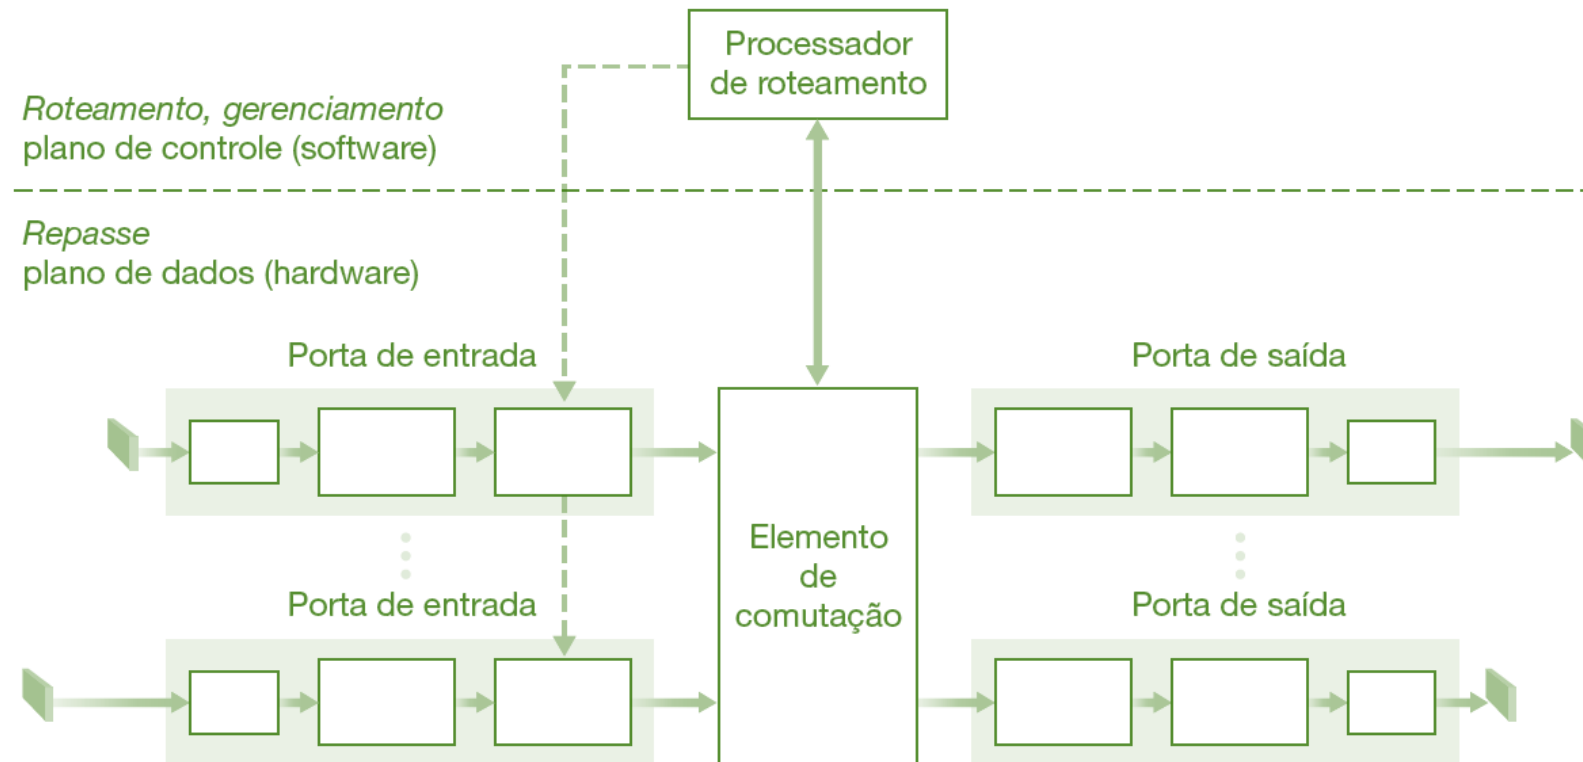 Processador
de roteamento
Roteamento, gerenciamento
plano de controle (software)
Repasse
plano de dados (hardware)
Porta de entrada
Porta de saída
Elemento
de
comutação
Porta de entrada
Porta de saída